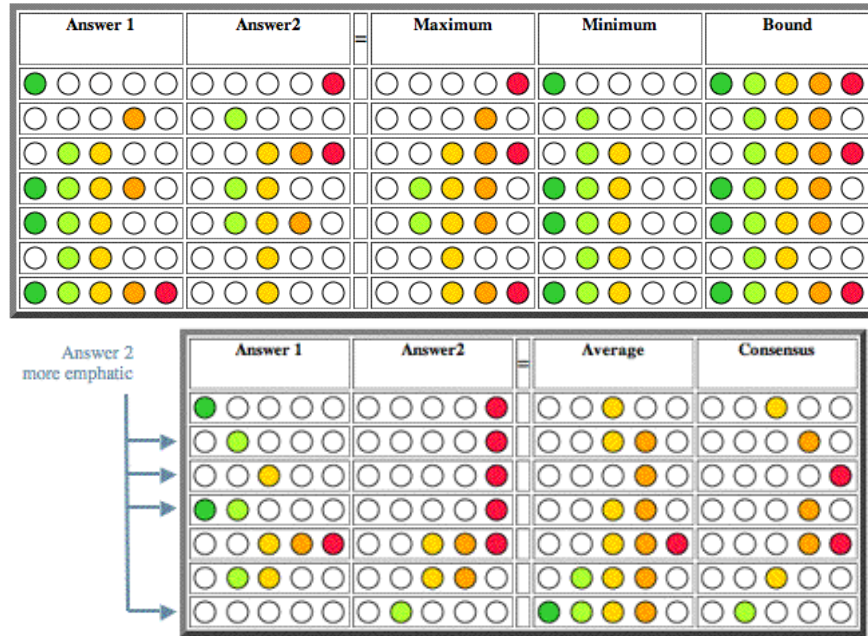 Answer 1 Answer2 = Maximum Minimum Bound
Answer 2
more emphatic
Answer 1 Answer2 = Average Consensus